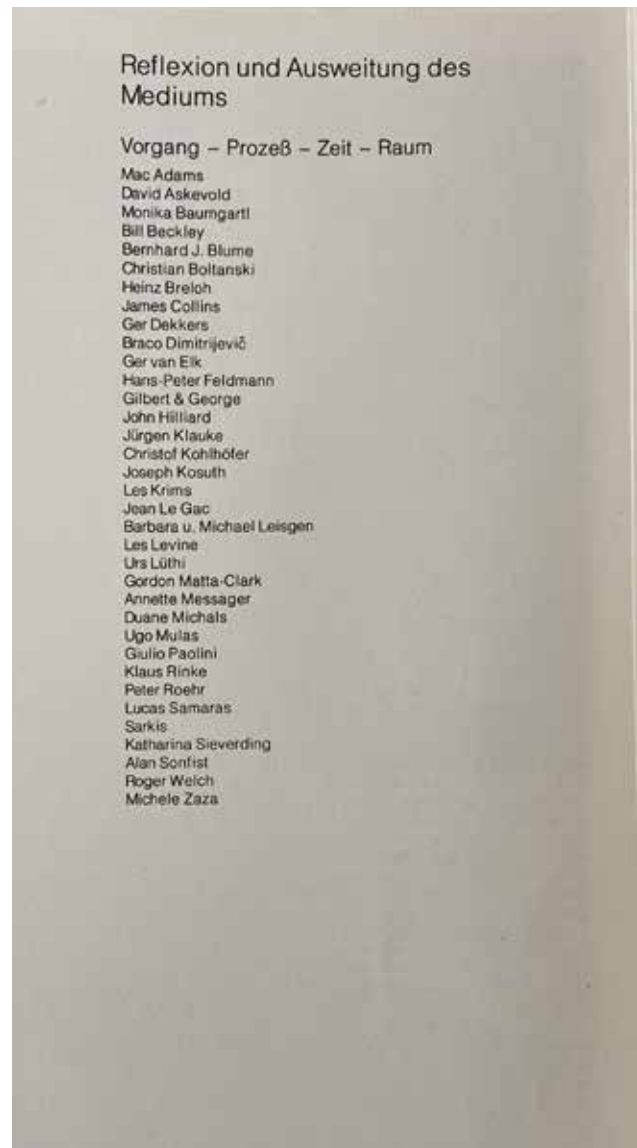 Reflexion und Ausweitung des
Mediums
Vorgang – Prozeß – Zeit – Raum
Mac Adams
David Askevold
Monika Baumgartl
Bill Beckley
Bernhard J. Blume
Christian Boltanski
Heinz Breloh
James Collins
Ger Dekkers
Braco Dimitrijevič
Ger van Elk
Hans-Peter Feldmann
Gilbert & George
John Hilliard
Jürgen Klauke
Christof Kohlhöfer
Joseph Kosuth
Les Krims
Jean Le Gac
Barbara u. Michael Leisgen
Les Levine
Urs Lüthi
Gordon Matta-Clark
Annette Messager
Duane Michals
Ugo Mulas
Giulio Paolini
Klaus Rinke
Peter Roehr
Lucas Samaras
Sarkis
Katharina Sieverding
Alan Sonfist
Roger Welch
Michele Zaza